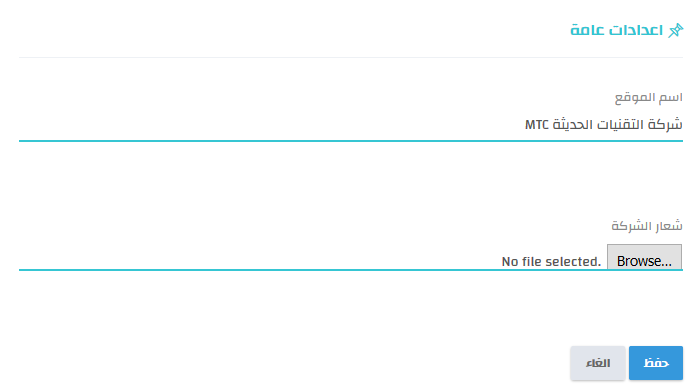 اعدادات عامة
اسم الموقع
شركة التقنيات الحديثة MTC
شعار الشركة
Browse... No file selected.
حفظ الغاء